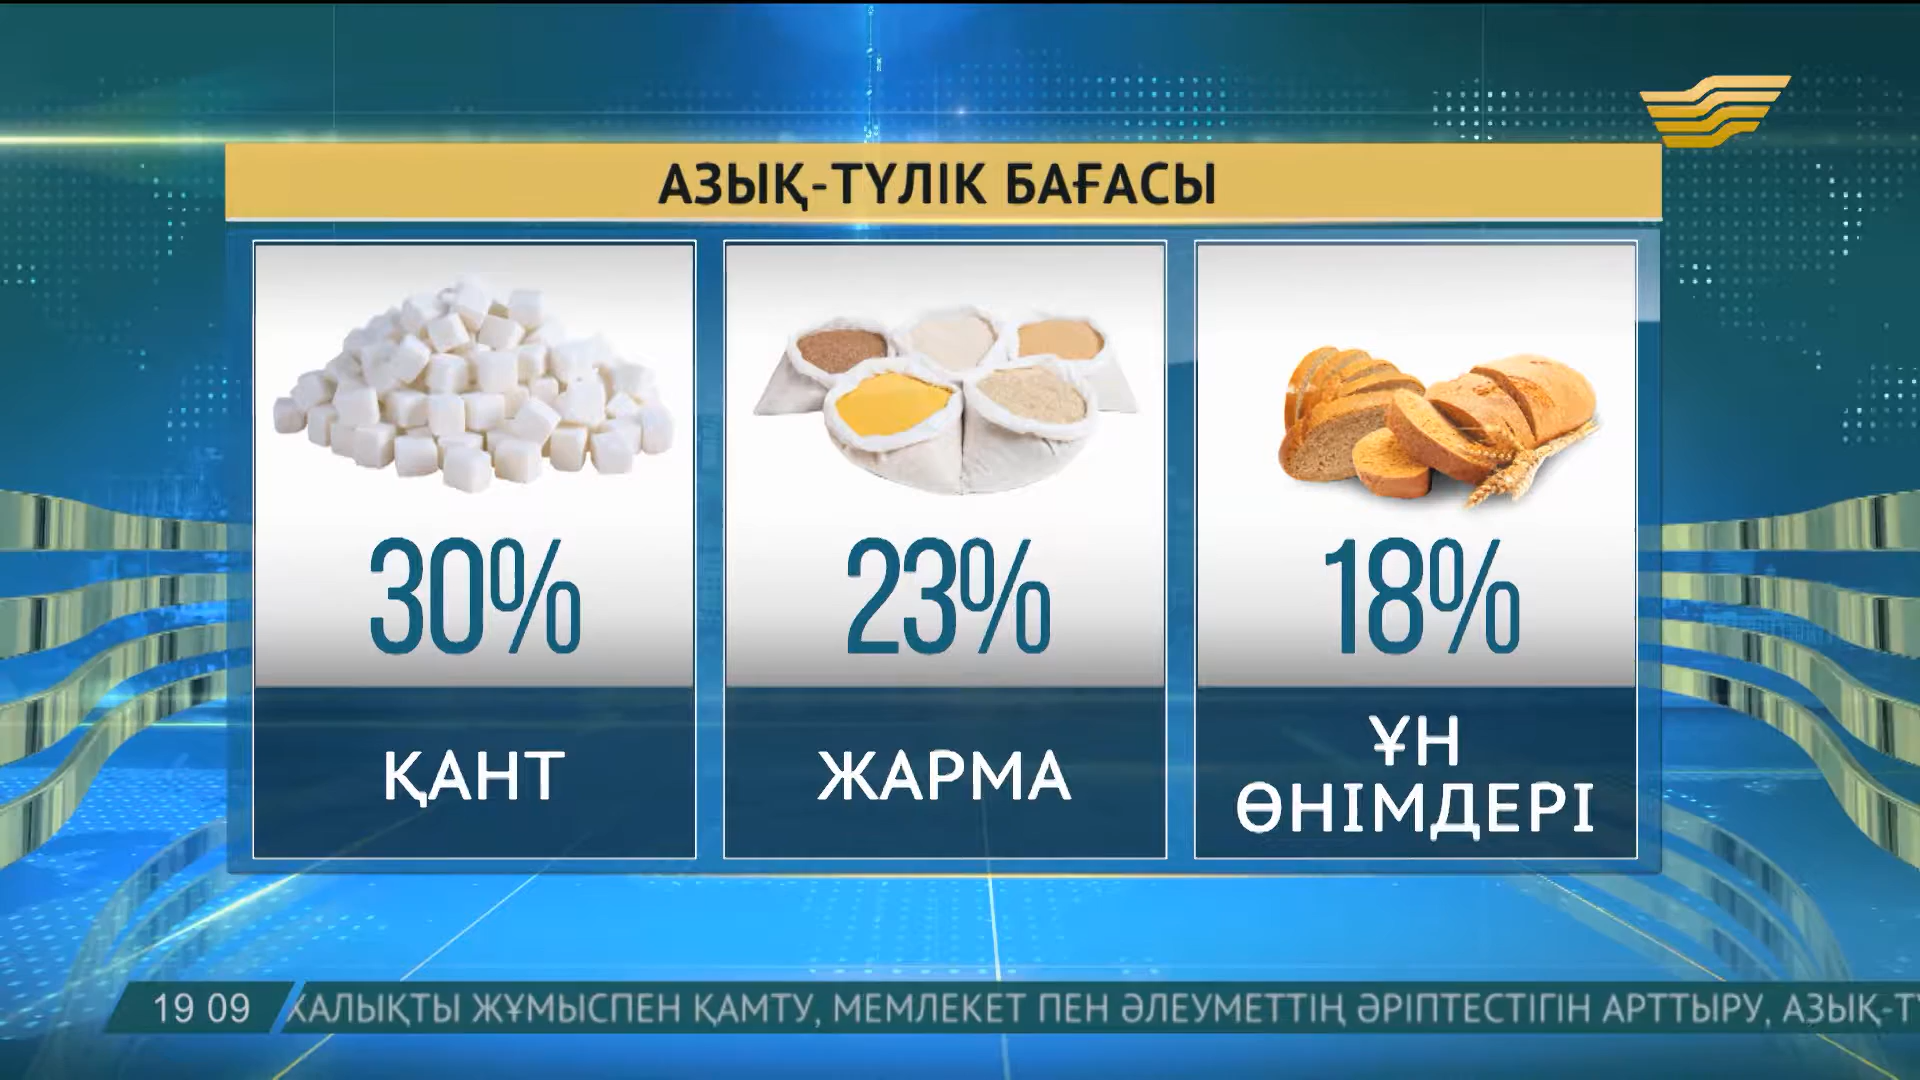 АЗЫҚ-ТҮЛІК БАҒАСЫ
30%
23%
18%
ҚАНТ
ЖАРМА
ҰН
ӨНІМДЕРІ
19 09
ХАЛЫҚТЫ ЖҰМЫСПЕН ҚАМТУ, МЕМЛЕКЕТ ПЕН ӘЛЕУМЕТТІҢ ӘРІПТЕСТІГІН АРТТЫРУ, АЗЫҚ-Т